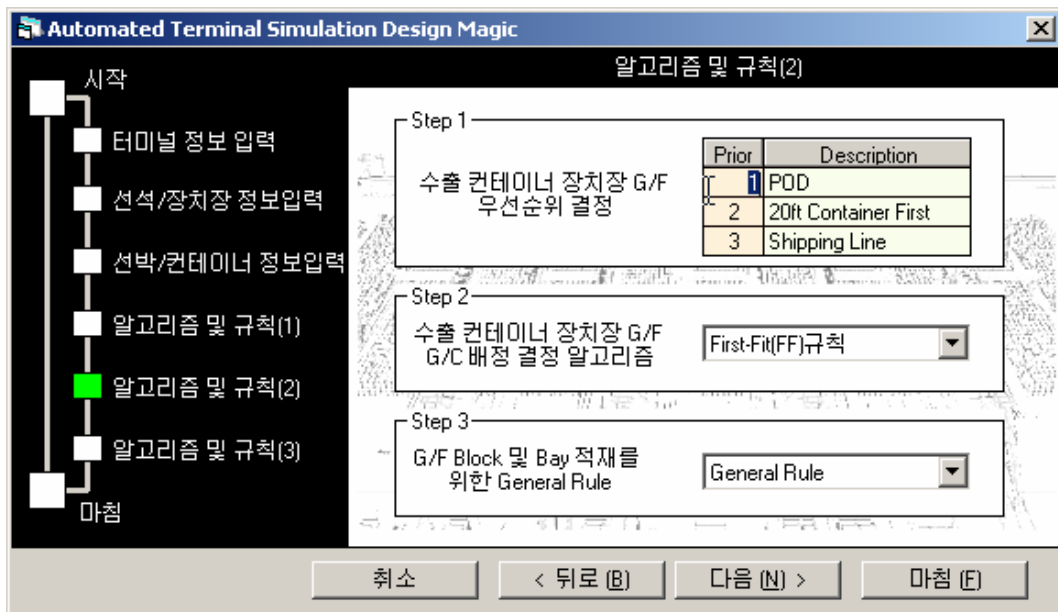 Automated Terminal Simulation Design Magic
알고리즘 및 규칙(2)
시작
터미널 정보 입력
선석/장치장 정보입력
선박/컨테이너 정보입력
알고리즘 및 규칙(1)
알고리즘 및 규칙(2)
알고리즘 및 규칙(3)
마침
Step 1
수출 컨테이너 장치장 G/F
우선순위 결정
Prior Description
1 POD
2 20ft Container First
3 Shipping Line
Step 2
수출 컨테이너 장치장 G/F
G/C 배정 결정 알고리즘
First-Fit(FF)규칙
Step 3
G/F Block 및 Bay 적재를
위한 General Rule
General Rule
취소
< 뒤로 (B)
다음 (N) >
마침 (F)